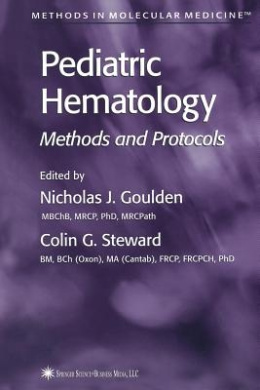 METHODS IN MOLECULAR MEDICINE™
Pediatric
Hematology
Methods and Protocols
Edited by
Nicholas J. Goulden
MBChB, MRCP, PhD, MRCPath
Colin G. Steward
BM, BCh (Oxon), MA (Cantab), FRCP, FRCPCH, PhD
SPRINGER SCIENCE+BUSINESS MEDIA, LLC